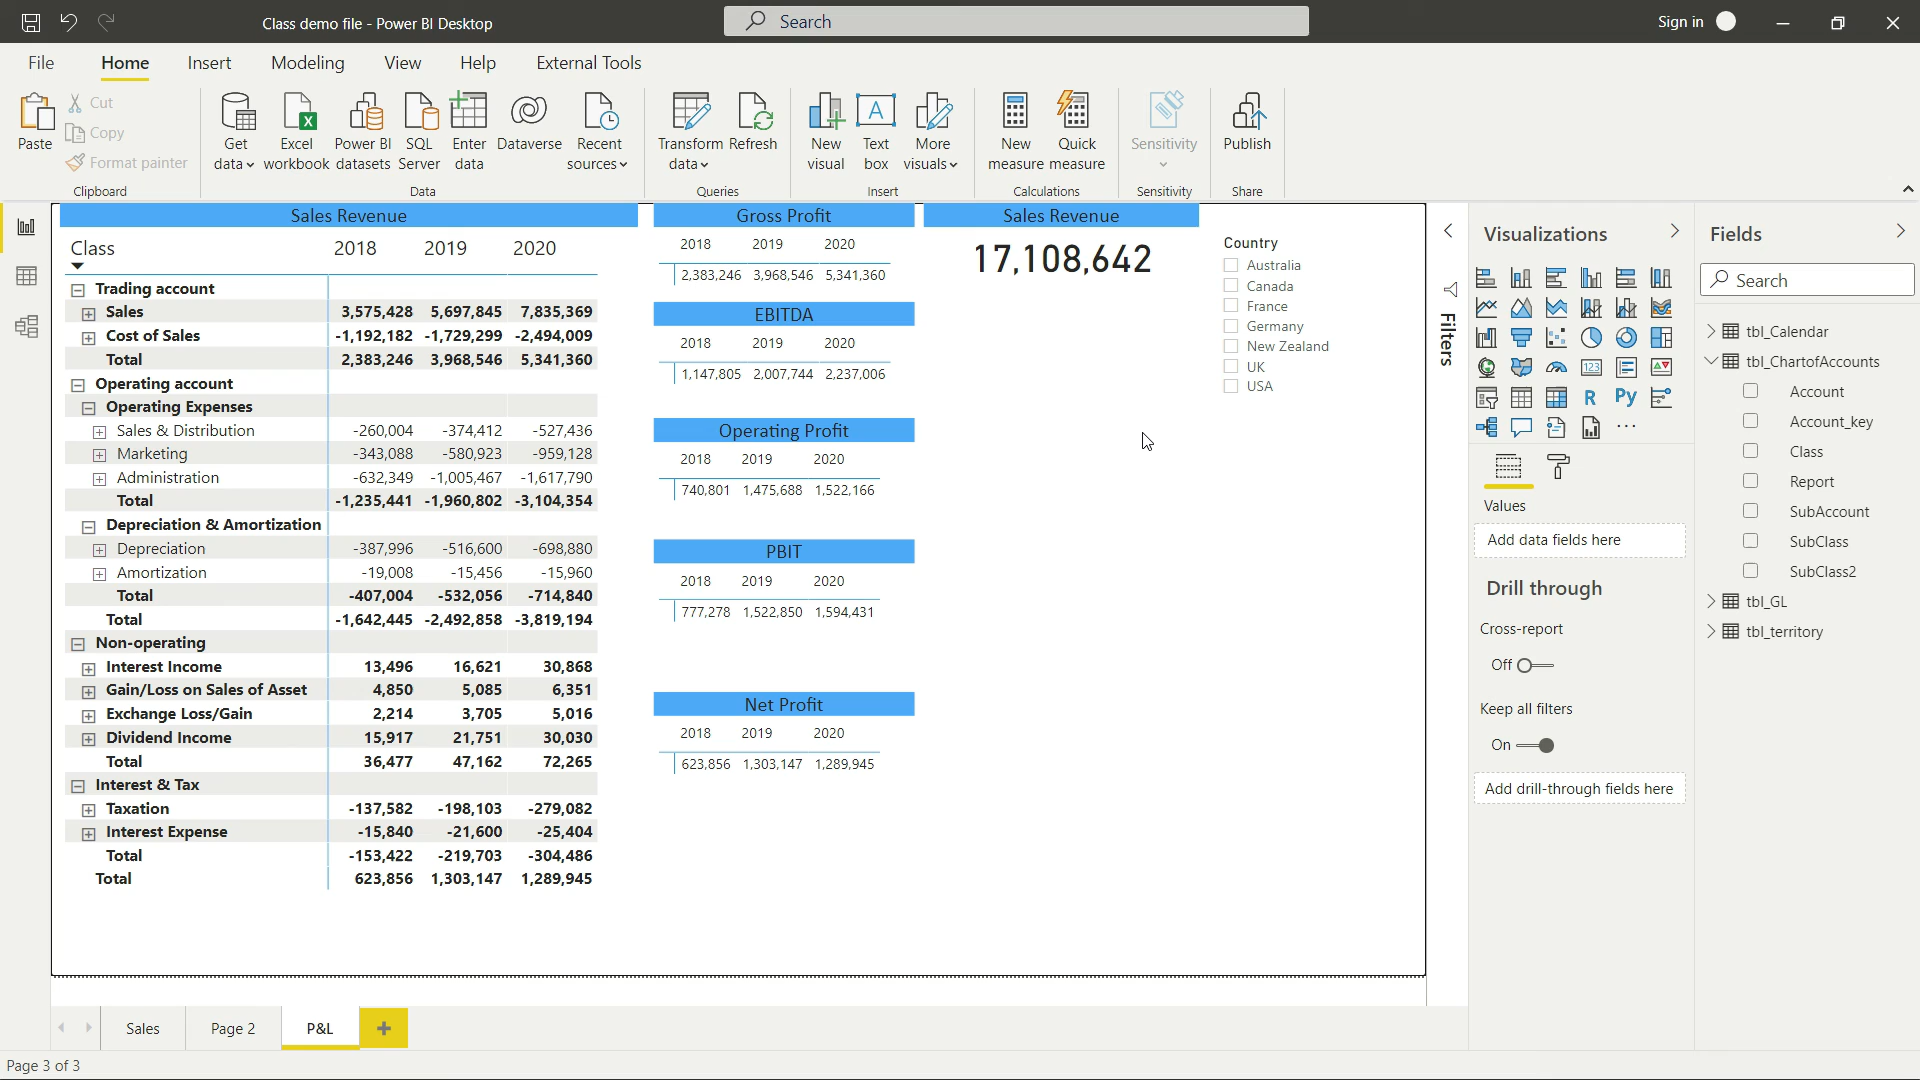 Class demo file - Power BI Desktop
Search
Sign in
File Home Insert Modeling View Help External Tools
Paste
Cut
Copy
Format painter
Clipboard
Get data
Excel workbook
Power BI datasets
SQL Server
Enter data
Dataverse
Recent sources
Data
Transform data
Refresh
Queries
New visual
Text box
More visuals
Insert
New measure
Quick measure
Calculations
Sensitivity
Sensitivity
Publish
Share
Sales Revenue
Class 2018 2019 2020
Trading account
Sales 3,575,428 5,697,845 7,835,369
Cost of Sales -1,192,182 -1,729,299 -2,494,009
Total 2,383,246 3,968,546 5,341,360
Operating account
Operating Expenses
Sales & Distribution -260,004 -374,412 -527,436
Marketing -343,088 -580,923 -959,128
Administration -632,349 -1,005,467 -1,617,790
Total -1,235,441 -1,960,802 -3,104,354
Depreciation & Amortization
Depreciation -387,996 -516,600 -698,880
Amortization -19,008 -15,456 -15,960
Total -407,004 -532,056 -714,840
Total -1,642,445 -2,492,858 -3,819,194
Non-operating
Interest Income 13,496 16,621 30,868
Gain/Loss on Sales of Asset 4,850 5,085 6,351
Exchange Loss/Gain 2,214 3,705 5,016
Dividend Income 15,917 21,751 30,030
Total 36,477 47,162 72,265
Interest & Tax
Taxation -137,582 -198,103 -279,082
Interest Expense -15,840 -21,600 -25,404
Total -153,422 -219,703 -304,486
Total 623,856 1,303,147 1,289,945
Gross Profit
2018 2019 2020
2,383,246 3,968,546 5,341,360
EBITDA
2018 2019 2020
1,147,805 2,007,744 2,237,006
Operating Profit
2018 2019 2020
740,801 1,475,688 1,522,166
PBIT
2018 2019 2020
777,278 1,522,850 1,594,431
Net Profit
2018 2019 2020
623,856 1,303,147 1,289,945
Sales Revenue
17,108,642
Country
Australia
Canada
France
Germany
New Zealand
UK
USA
Filters
Visualizations
123
R
Py
Values
Add data fields here
Drill through
Cross-report
Off
Keep all filters
On
Add drill-through fields here
Fields
Search
tbl_Calendar
tbl_ChartofAccounts
Account
Account_key
Class
Report
SubAccount
SubClass
SubClass2
tbl_GL
tbl_territory
Sales Page 2 P&L
Page 3 of 3